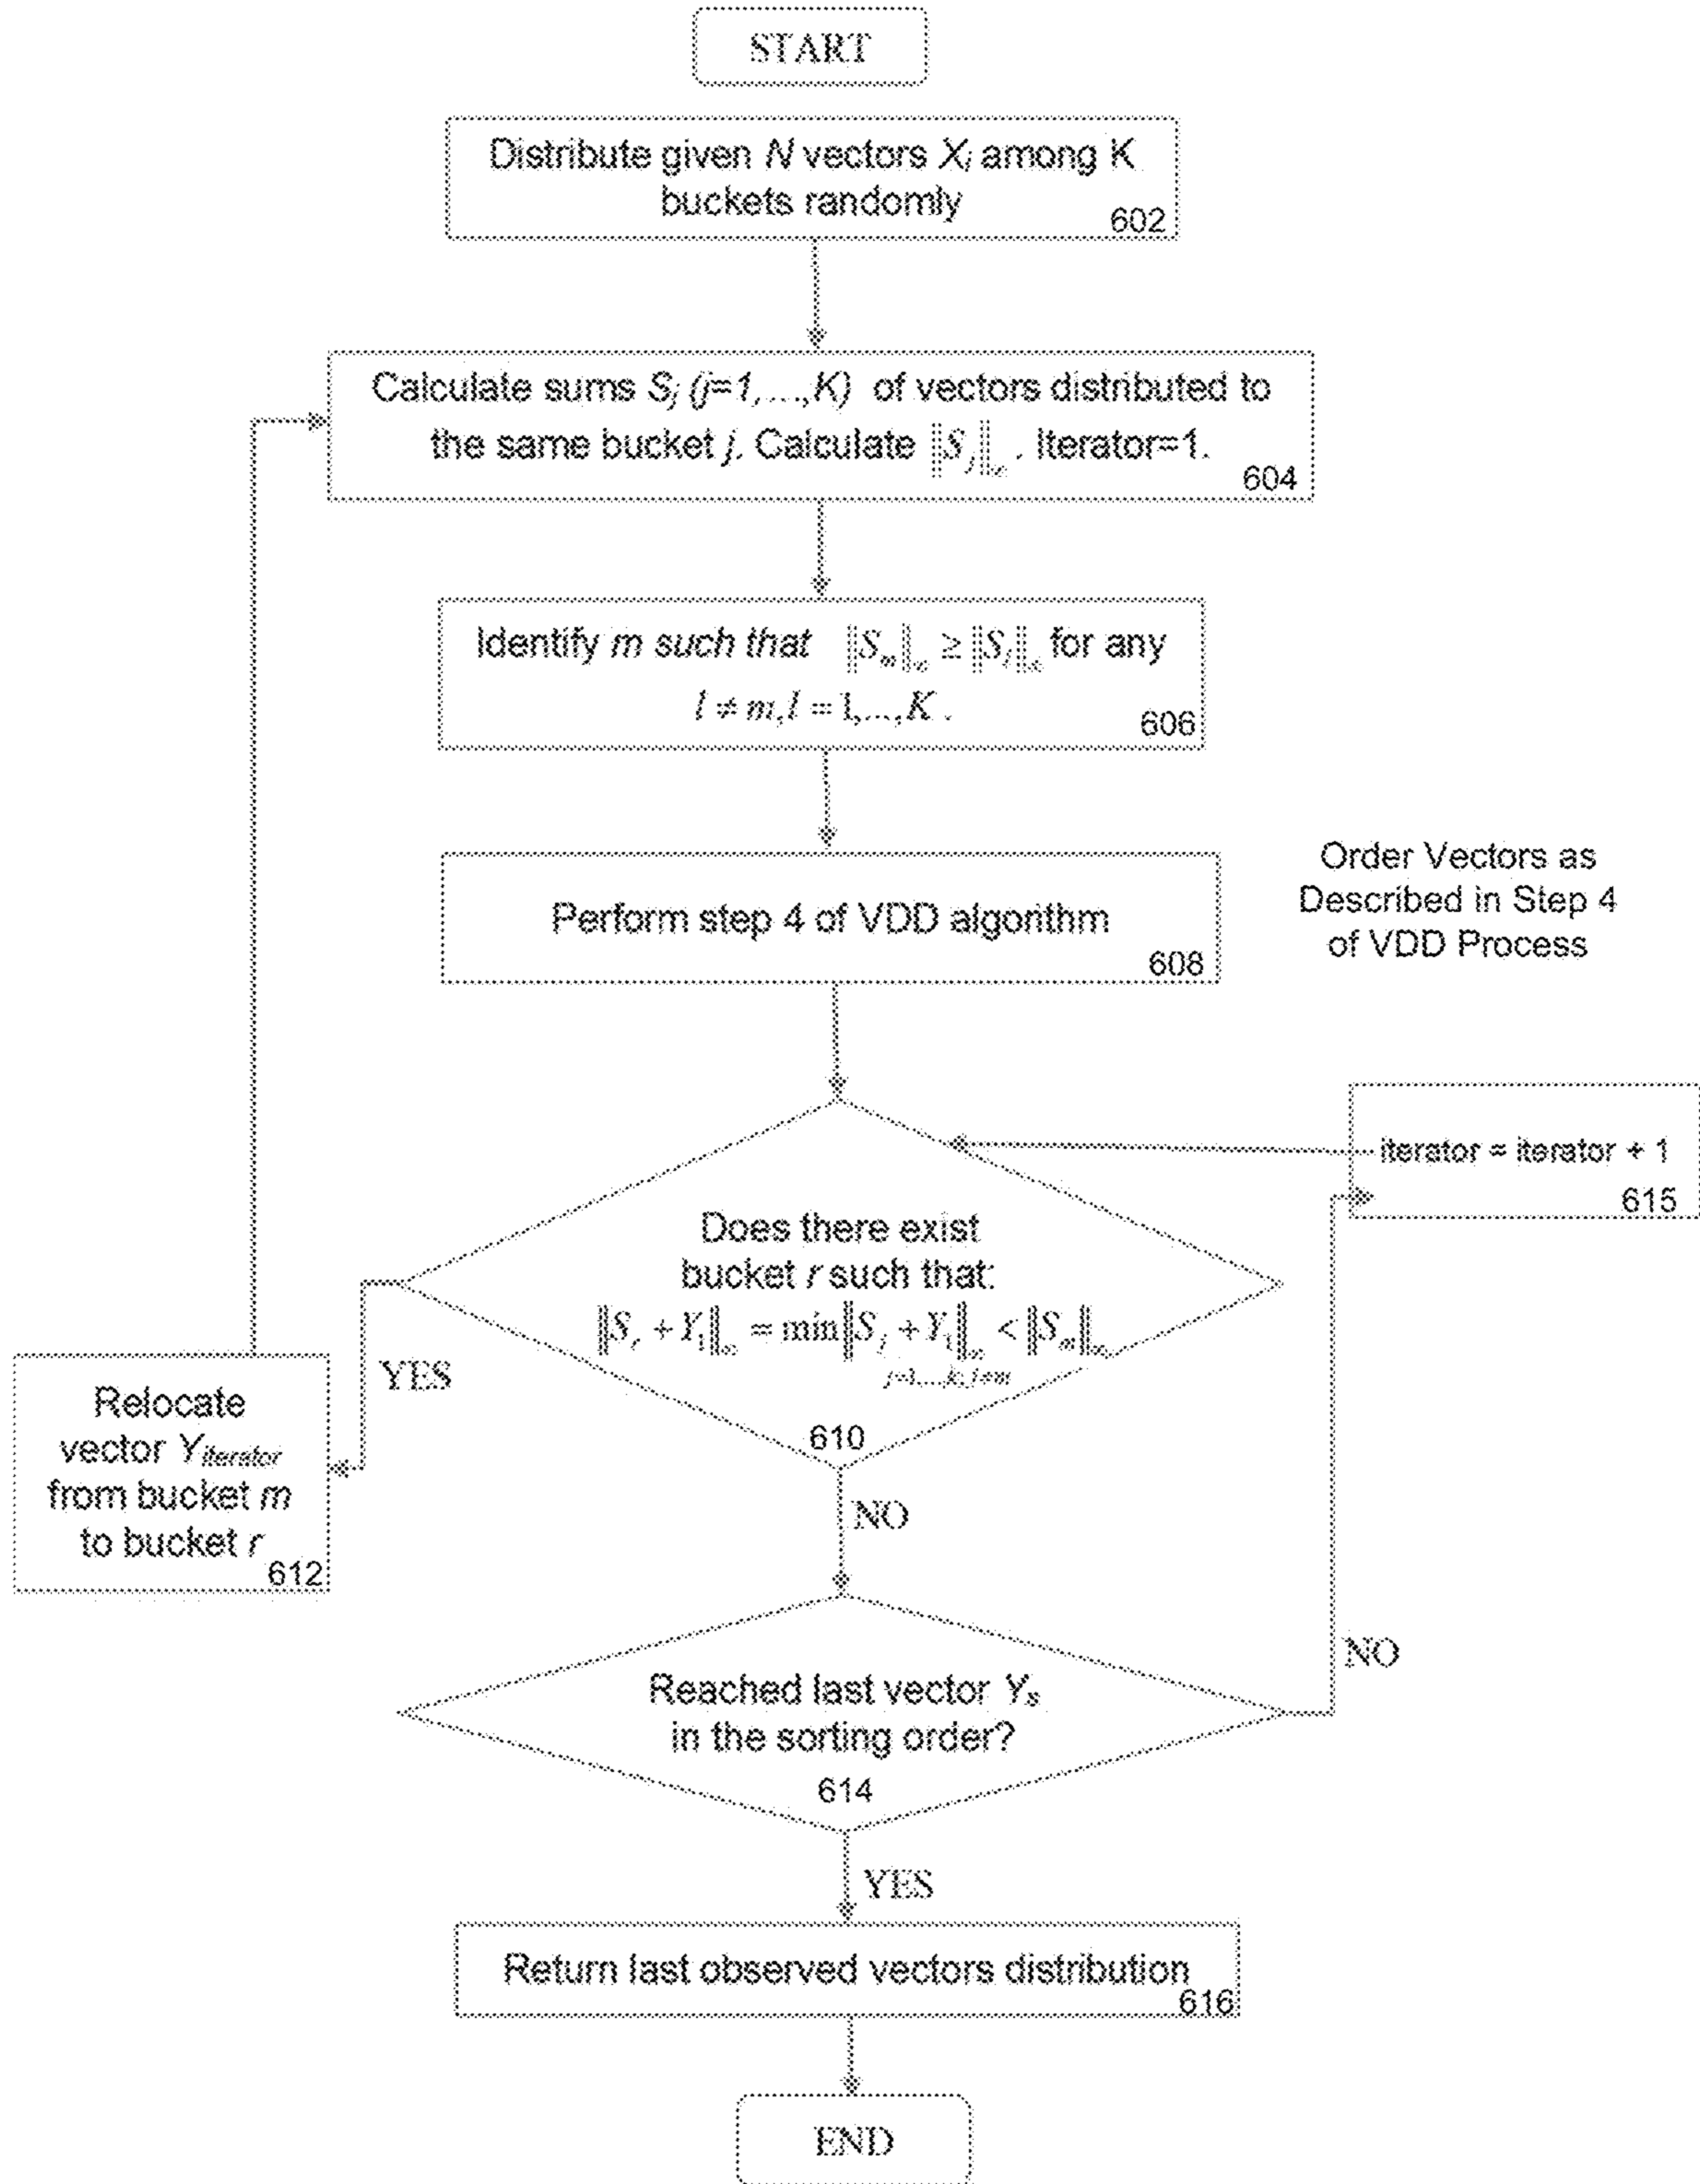 START
Distribute given N vectors Xi among K
buckets randomly
602
Calculate sums Sj (j=1,...,K) of vectors distributed to
the same bucket j. Calculate ‖Sj‖∞ . Iterator=1.
604
Identify m such that ‖Sm‖∞ ≥ ‖Sl‖∞ for any
l ≠ m, l = 1,..., K .
606
Perform step 4 of VDD algorithm
608
Order Vectors as
Described in Step 4
of VDD Process
iterator = iterator + 1
615
Does there exist
bucket r such that:
‖Sr + Y1‖∞ = min‖Sj + Y1‖∞ < ‖Sm‖∞
j=1,...,k; j≠m
610
YES
Relocate
vector Yiterator
from bucket m
to bucket r
612
NO
Reached last vector Ys
in the sorting order?
614
NO
YES
Return last observed vectors distribution
616
END